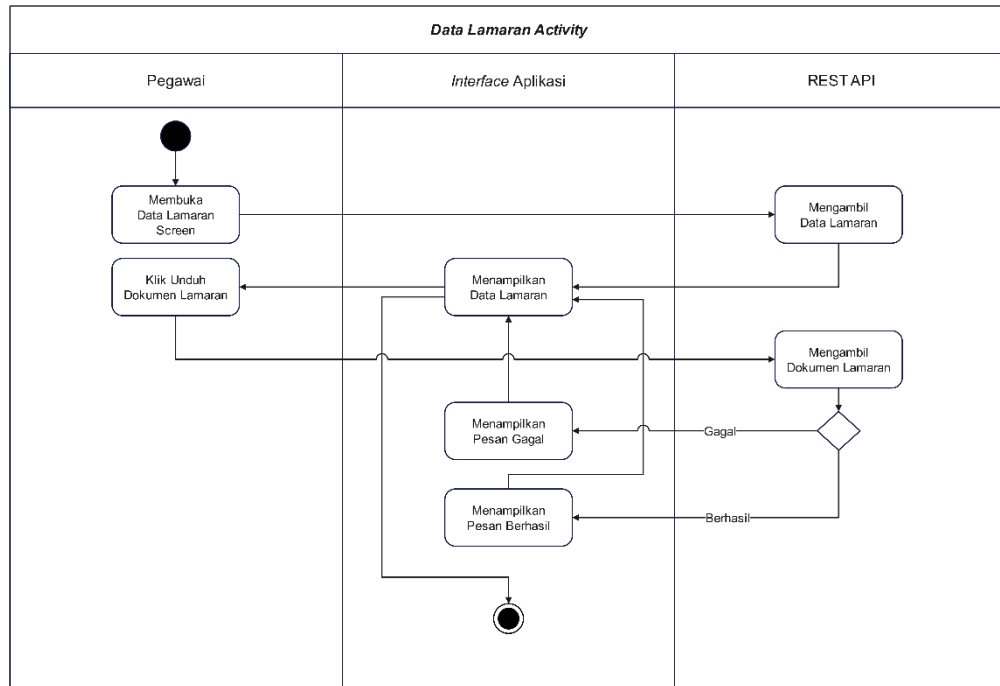 Data Lamaran Activity
Pegawai
Interface Aplikasi
REST API
Membuka
Data Lamaran
Screen
Mengambil
Data Lamaran
Klik Unduh
Dokumen Lamaran
Menampilkan
Data Lamaran
Mengambil
Dokumen Lamaran
Menampilkan
Pesan Gagal
Gagal
Menampilkan
Pesan Berhasil
Berhasil